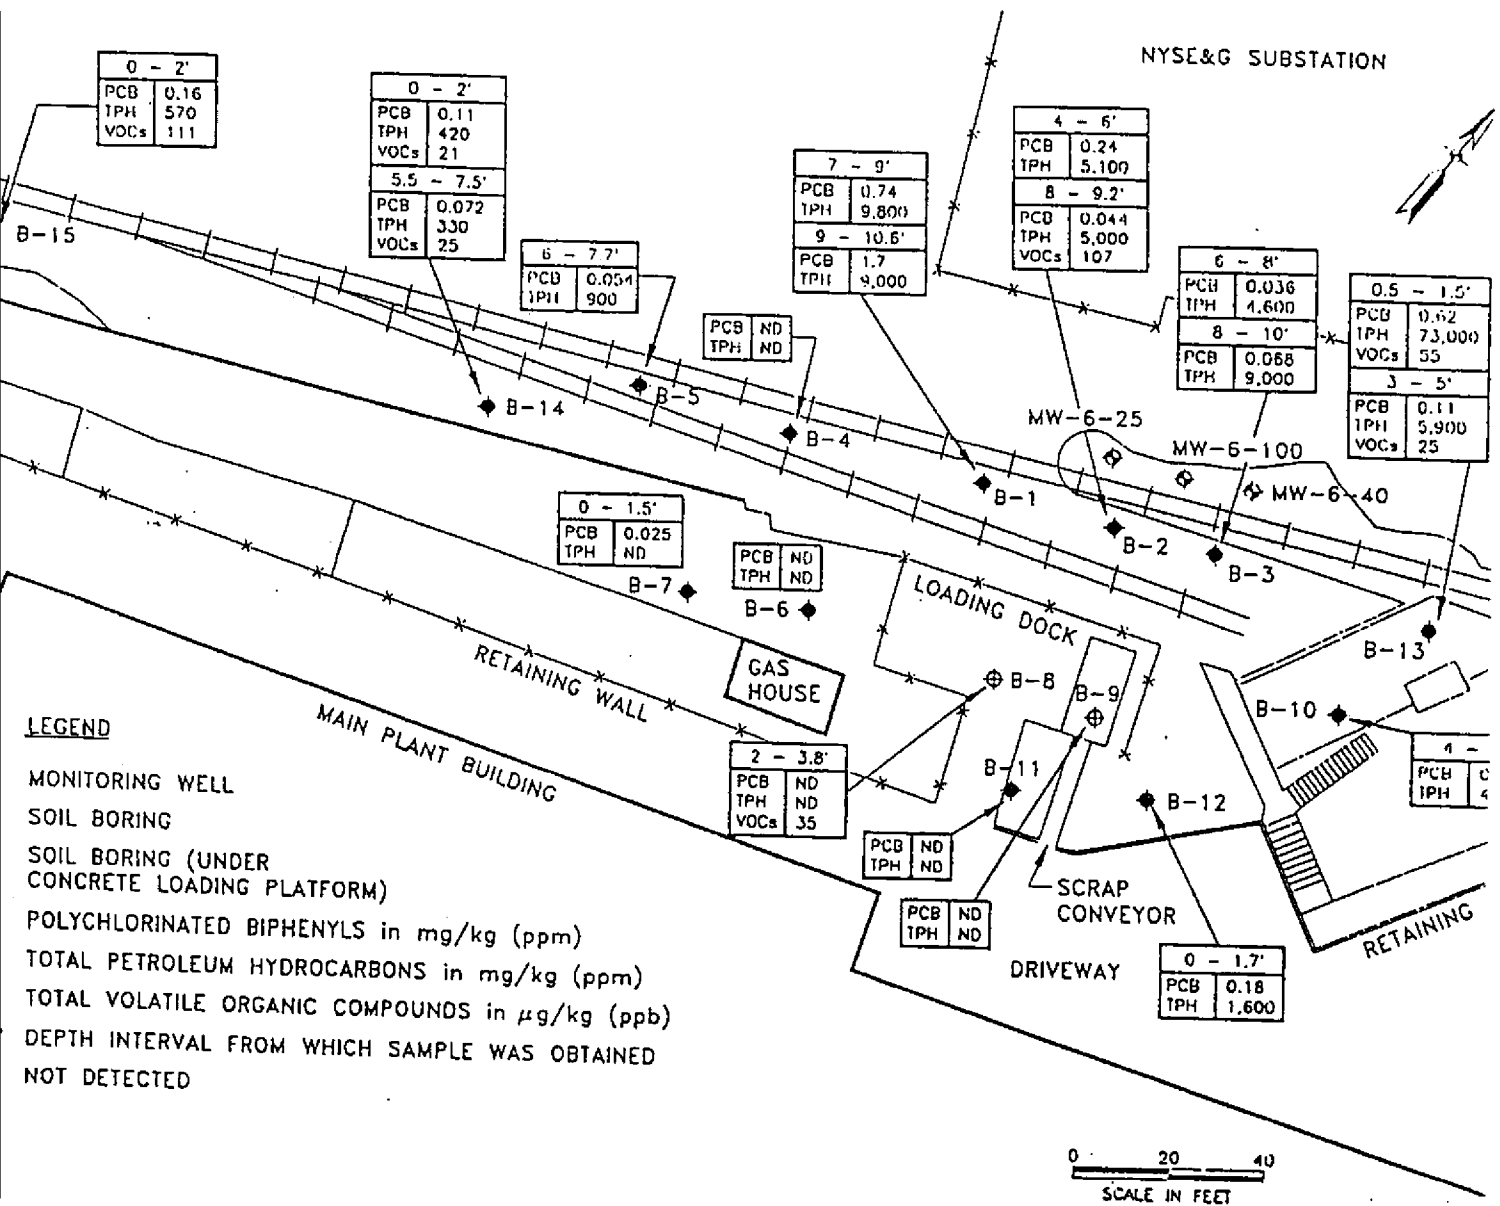 NYSE&G SUBSTATION
0 - 2'
PCB 0.16
TPH 570
VOCs 111
B-15
0 - 2'
PCB 0.11
TPH 420
VOCs 21
5.5 - 7.5'
PCB 0.072
TPH 330
VOCs 25
B-14
6 - 7.7'
PCB 0.054
TPH 900
B-5
PCB ND
TPH ND
B-4
7 - 9'
PCB 0.74
TPH 9,800
9 - 10.6'
PCB 1.7
TPH 9,000
B-1
4 - 6'
PCB 0.24
TPH 5,100
8 - 9.2'
PCB 0.044
TPH 5,000
VOCs 107
B-2
6 - 8'
PCB 0.036
TPH 4,600
8 - 10'
PCB 0.068
TPH 9,000
B-3
0.5 - 1.5'
PCB 0.62
TPH 73,000
VOCs 55
3 - 5'
PCB 0.11
TPH 5,900
VOCs 25
B-13
MW-6-25
MW-6-100
MW-6-40
0 - 1.5'
PCB 0.025
TPH ND
B-7
PCB ND
TPH ND
B-6
LOADING DOCK
GAS
HOUSE
RETAINING WALL
MAIN PLANT BUILDING
B-8
B-9
B-10
4 -
PCB
TPH
B-11
B-12
2 - 3.8'
PCB ND
TPH ND
VOCs 35
PCB ND
TPH ND
PCB ND
TPH ND
SCRAP
CONVEYOR
DRIVEWAY
0 - 1.7'
PCB 0.18
TPH 1,600
RETAINING
LEGEND
MONITORING WELL
SOIL BORING
SOIL BORING (UNDER
CONCRETE LOADING PLATFORM)
POLYCHLORINATED BIPHENYLS in mg/kg (ppm)
TOTAL PETROLEUM HYDROCARBONS in mg/kg (ppm)
TOTAL VOLATILE ORGANIC COMPOUNDS in µg/kg (ppb)
DEPTH INTERVAL FROM WHICH SAMPLE WAS OBTAINED
NOT DETECTED
0 20 40
SCALE IN FEET